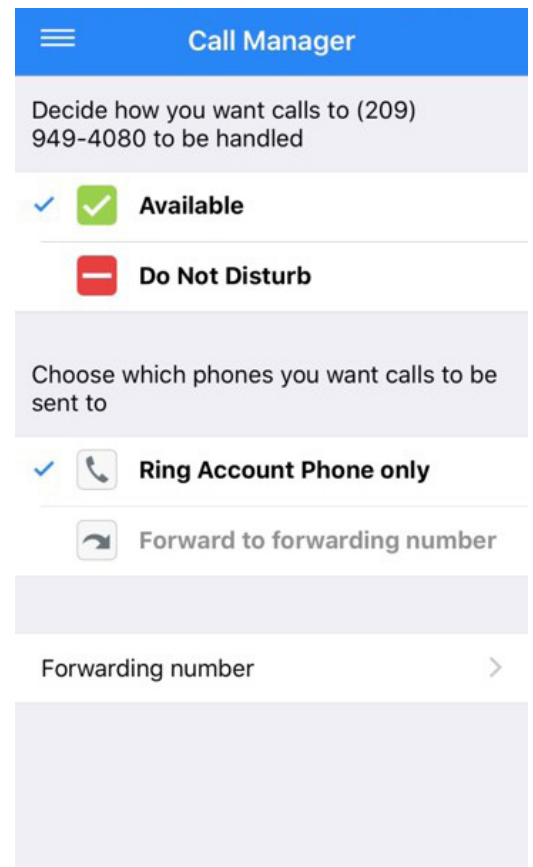 Call Manager
Decide how you want calls to (209)
949-4080 to be handled
Available
Do Not Disturb
Choose which phones you want calls to be
sent to
Ring Account Phone only
Forward to forwarding number
Forwarding number